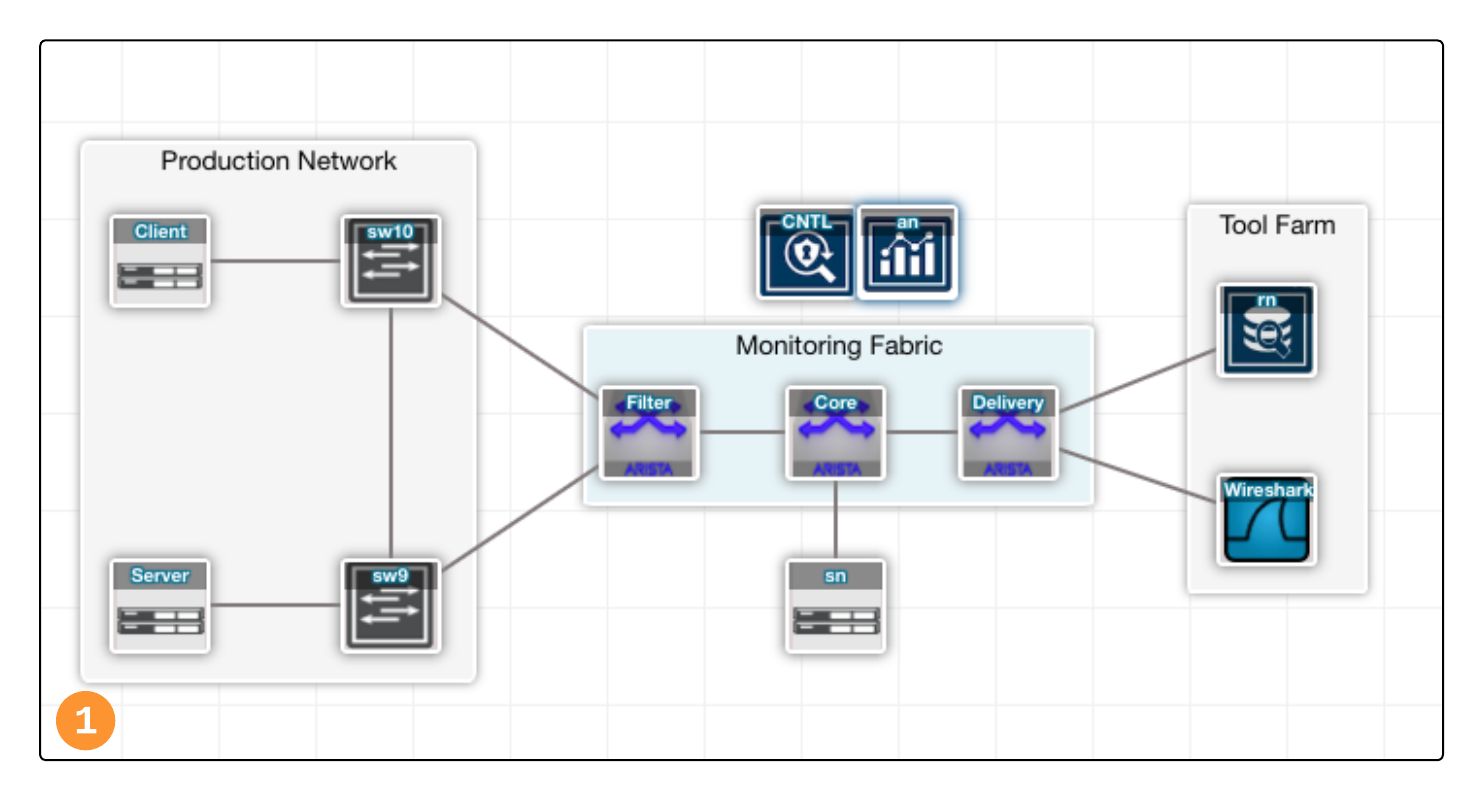 Production Network
Client
sw10
Server
sw9
CNTL
an
Monitoring Fabric
Filter
ARISTA
Core
ARISTA
Delivery
ARISTA
sn
Tool Farm
rn
Wireshark
1